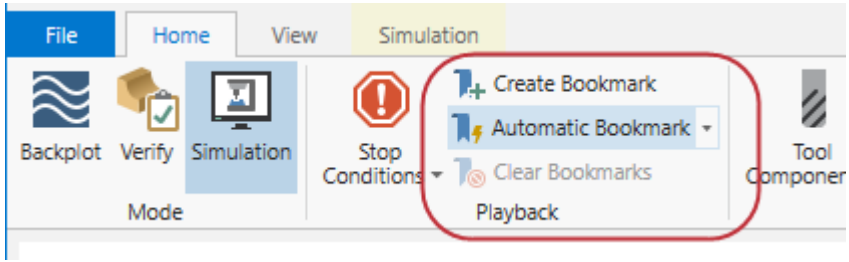 File Home View Simulation
Create Bookmark
Automatic Bookmark
Clear Bookmarks
Backplot Verify Simulation
Stop
Conditions
Tool
Componen
Mode
Playback